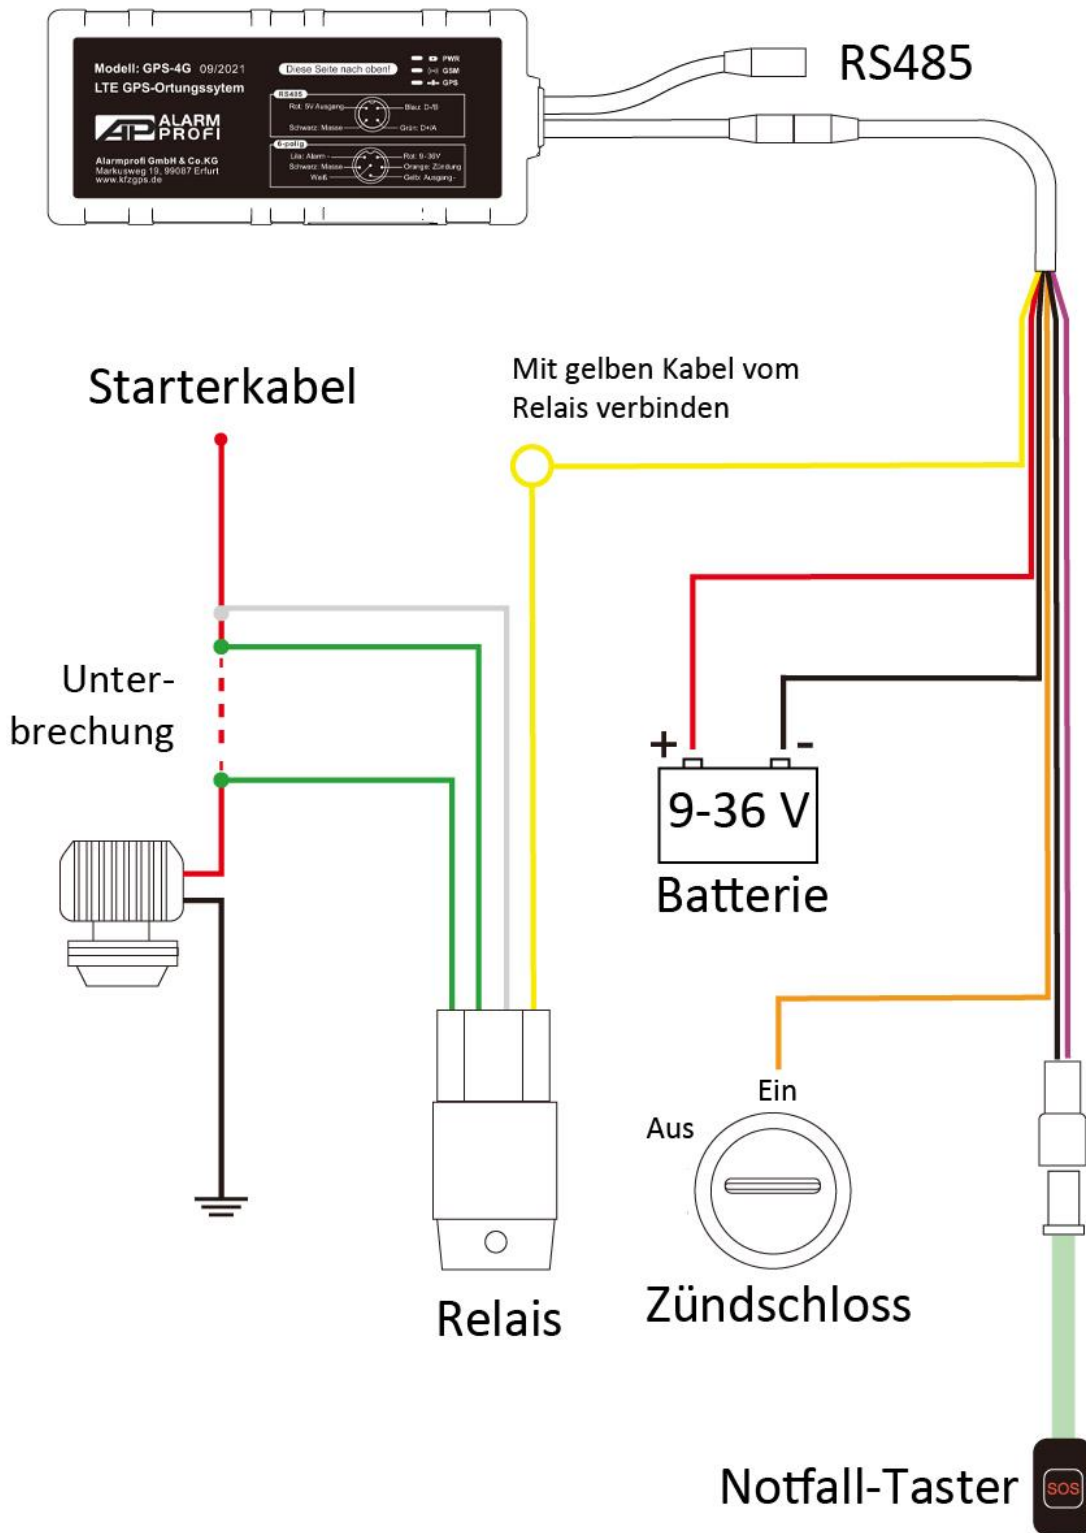 Modell: GPS-4G 09/2021
LTE GPS-Ortungssytem
Diese Seite nach oben!
PWR
GSM
GPS
ATP ALARM
PROFI
Alarmprofi GmbH & Co.KG
Markusweg 19, 99087 Erfurt
www.kfzgps.de
RS485
Rot: 5V Ausgang
Blau: D-/B
Schwarz: Masse
Grün: D+/A
6-polig
Lila: Alarm -
Rot: 9-36V
Schwarz: Masse
Orange: Zündung
Weiß
Gelb: Ausgang -
RS485
Starterkabel
Mit gelben Kabel vom
Relais verbinden
Unter-
brechung
+ -
9-36 V
Batterie
Ein
Aus
Relais
Zündschloss
Notfall-Taster
SOS